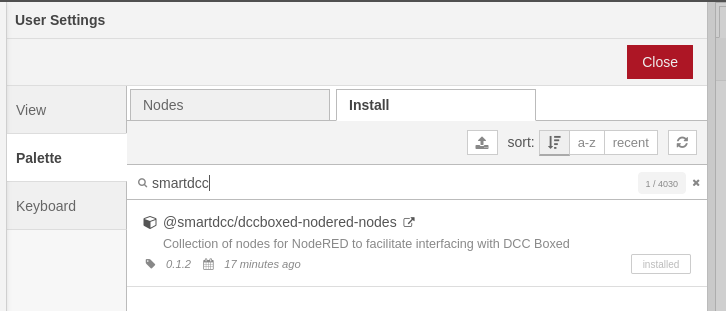 User Settings
Close
View
Palette
Keyboard
Nodes
Install
sort: a-z recent
smartdcc
1 / 4030
@smartdcc/dccboxed-nodered-nodes
Collection of nodes for NodeRED to facilitate interfacing with DCC Boxed
0.1.2 17 minutes ago
installed